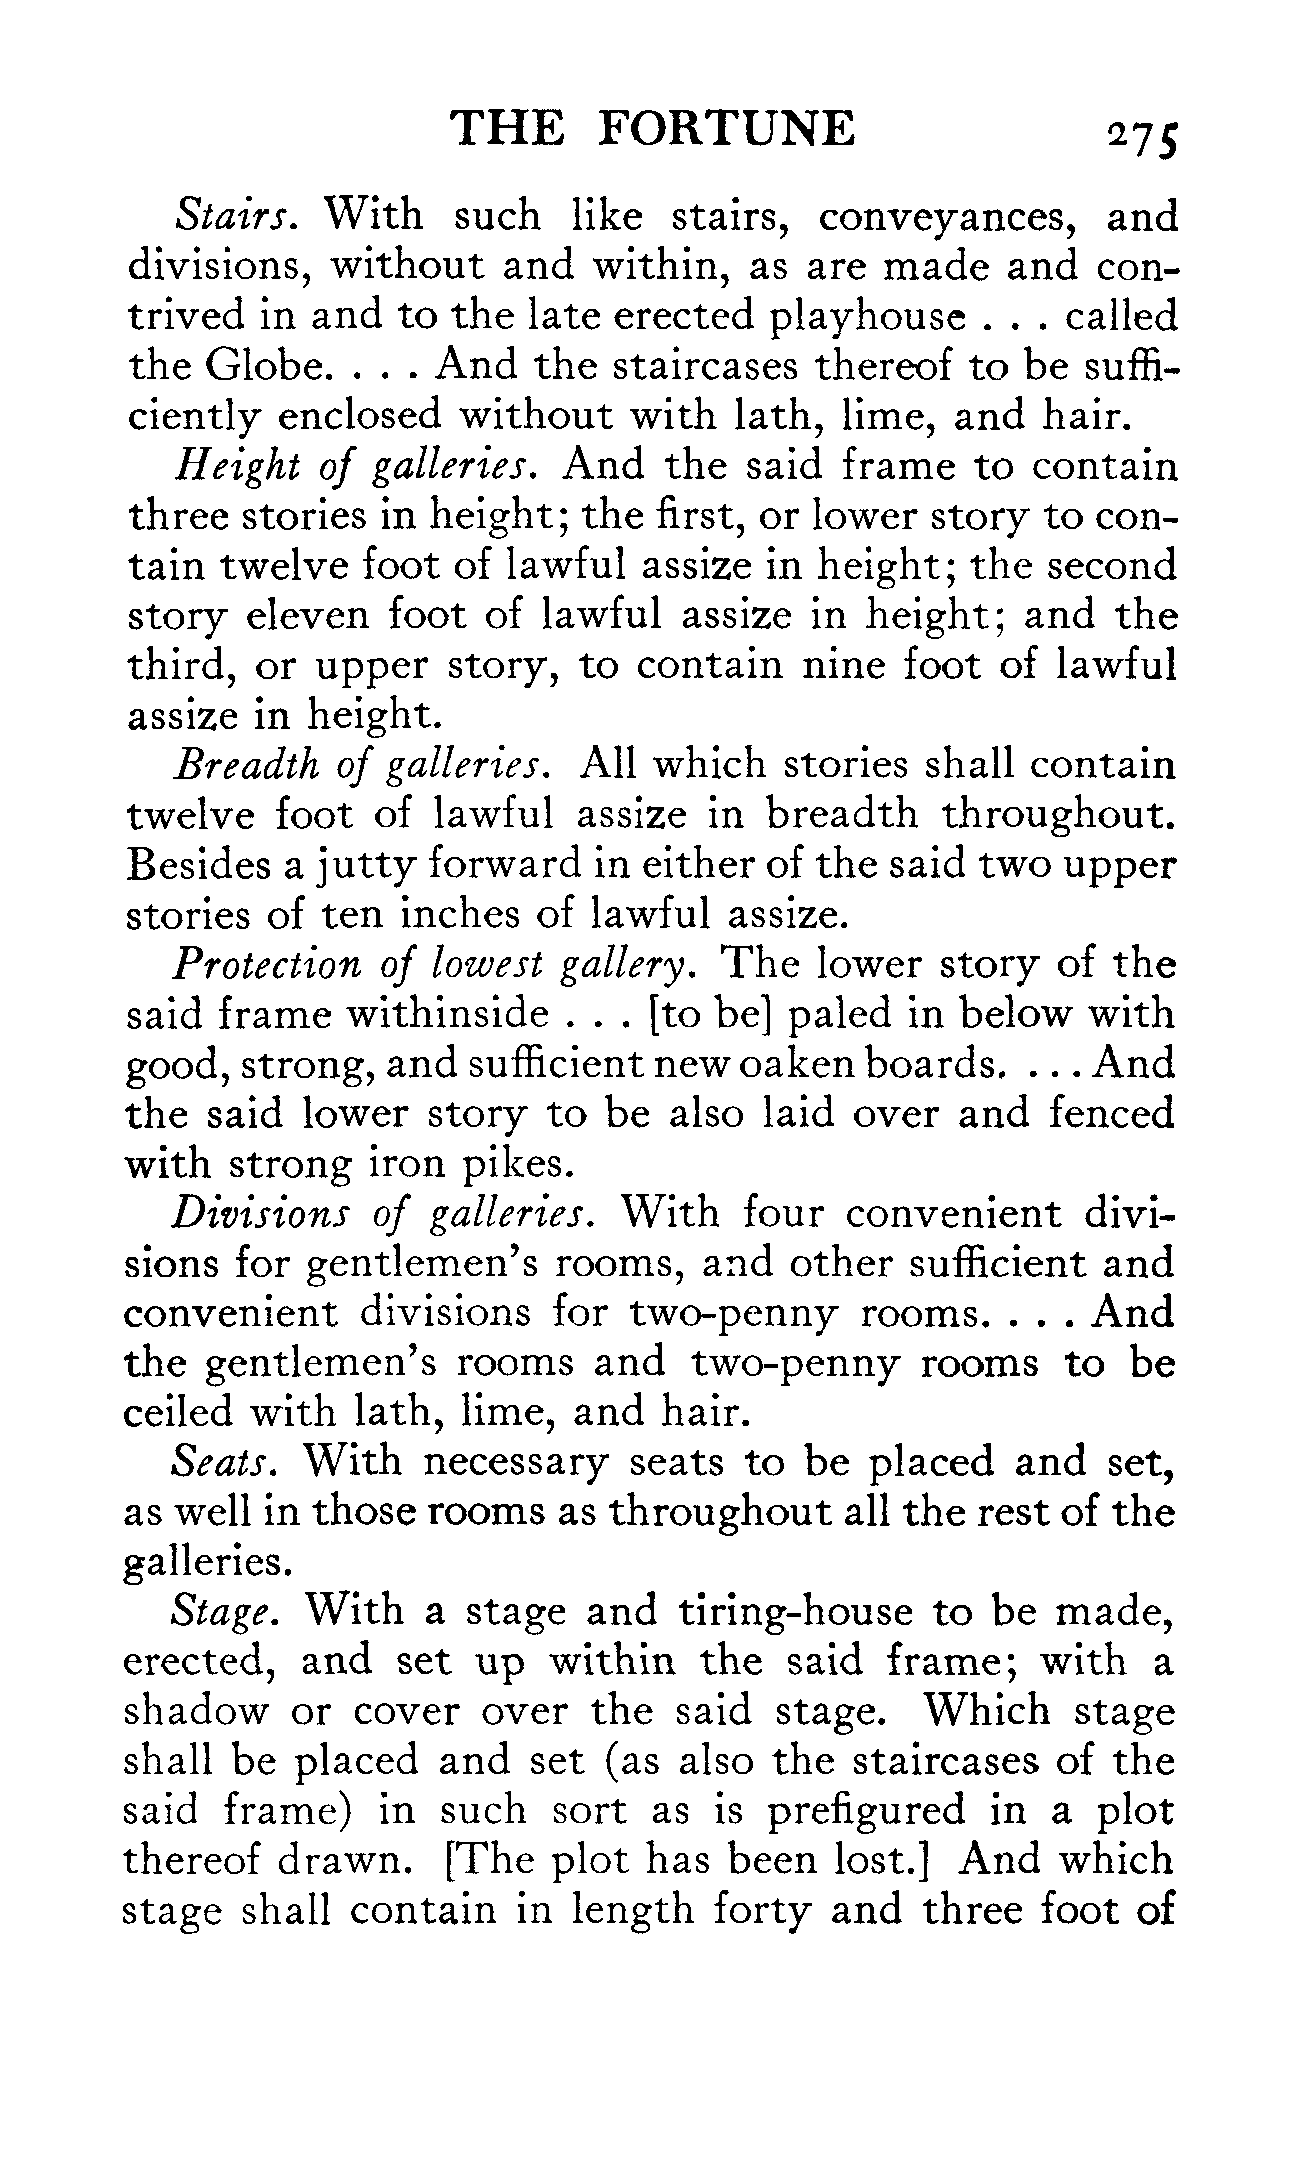 THE FORTUNE 275
Stairs. With such like stairs, conveyances, and
divisions, without and within, as are made and con-
trived in and to the late erected playhouse . . . called
the Globe. . . . And the staircases thereof to be suffi-
ciently enclosed without with lath, lime, and hair.
Height of galleries. And the said frame to contain
three stories in height; the first, or lower story to con-
tain twelve foot of lawful assize in height; the second
story eleven foot of lawful assize in height; and the
third, or upper story, to contain nine foot of lawful
assize in height.
Breadth of galleries. All which stories shall contain
twelve foot of lawful assize in breadth throughout.
Besides a jutty forward in either of the said two upper
stories of ten inches of lawful assize.
Protection of lowest gallery. The lower story of the
said frame withinside . . . [to be] paled in below with
good, strong, and sufficient new oaken boards. . . . And
the said lower story to be also laid over and fenced
with strong iron pikes.
Divisions of galleries. With four convenient divi-
sions for gentlemen's rooms, and other sufficient and
convenient divisions for two-penny rooms. . . . And
the gentlemen's rooms and two-penny rooms to be
ceiled with lath, lime, and hair.
Seats. With necessary seats to be placed and set,
as well in those rooms as throughout all the rest of the
galleries.
Stage. With a stage and tiring-house to be made,
erected, and set up within the said frame; with a
shadow or cover over the said stage. Which stage
shall be placed and set (as also the staircases of the
said frame) in such sort as is prefigured in a plot
thereof drawn. [The plot has been lost.] And which
stage shall contain in length forty and three foot of